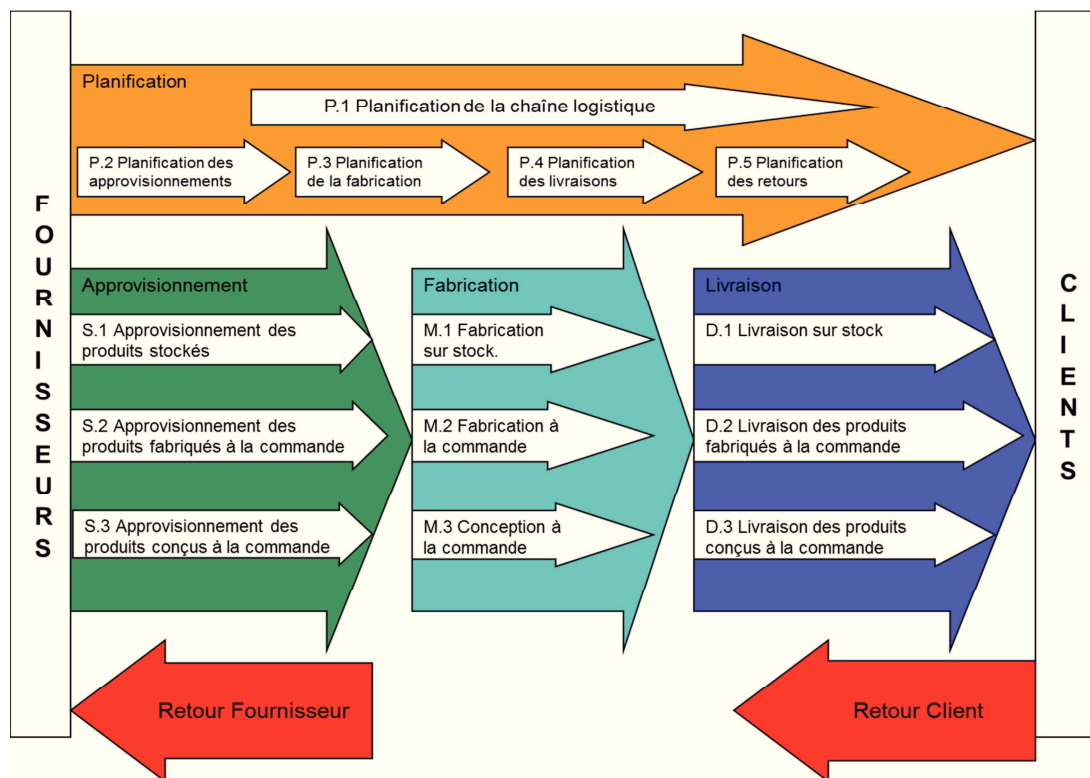 FOURNISSEURS
Planification
P.1 Planification de la chaîne logistique
P.2 Planification des
approvisionnements
P.3 Planification
de la fabrication
P.4 Planification
des livraisons
P.5 Planification
des retours
Approvisionnement
S.1 Approvisionnement des
produits stockés
S.2 Approvisionnement des
produits fabriqués à la commande
S.3 Approvisionnement des
produits conçus à la commande
Fabrication
M.1 Fabrication
sur stock.
M.2 Fabrication à
la commande
M.3 Conception à
la commande
Livraison
D.1 Livraison sur stock
D.2 Livraison des produits
fabriqués à la commande
D.3 Livraison des produits
conçus à la commande
CLIENTS
Retour Fournisseur
Retour Client